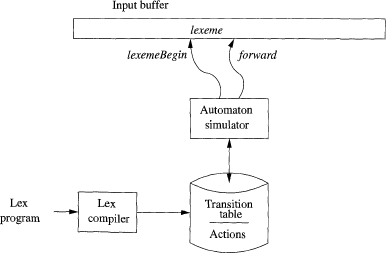 Input buffer
lexeme
lexemeBegin
forward
Automaton
simulator
Lex
program
Lex
compiler
Transition
table
Actions